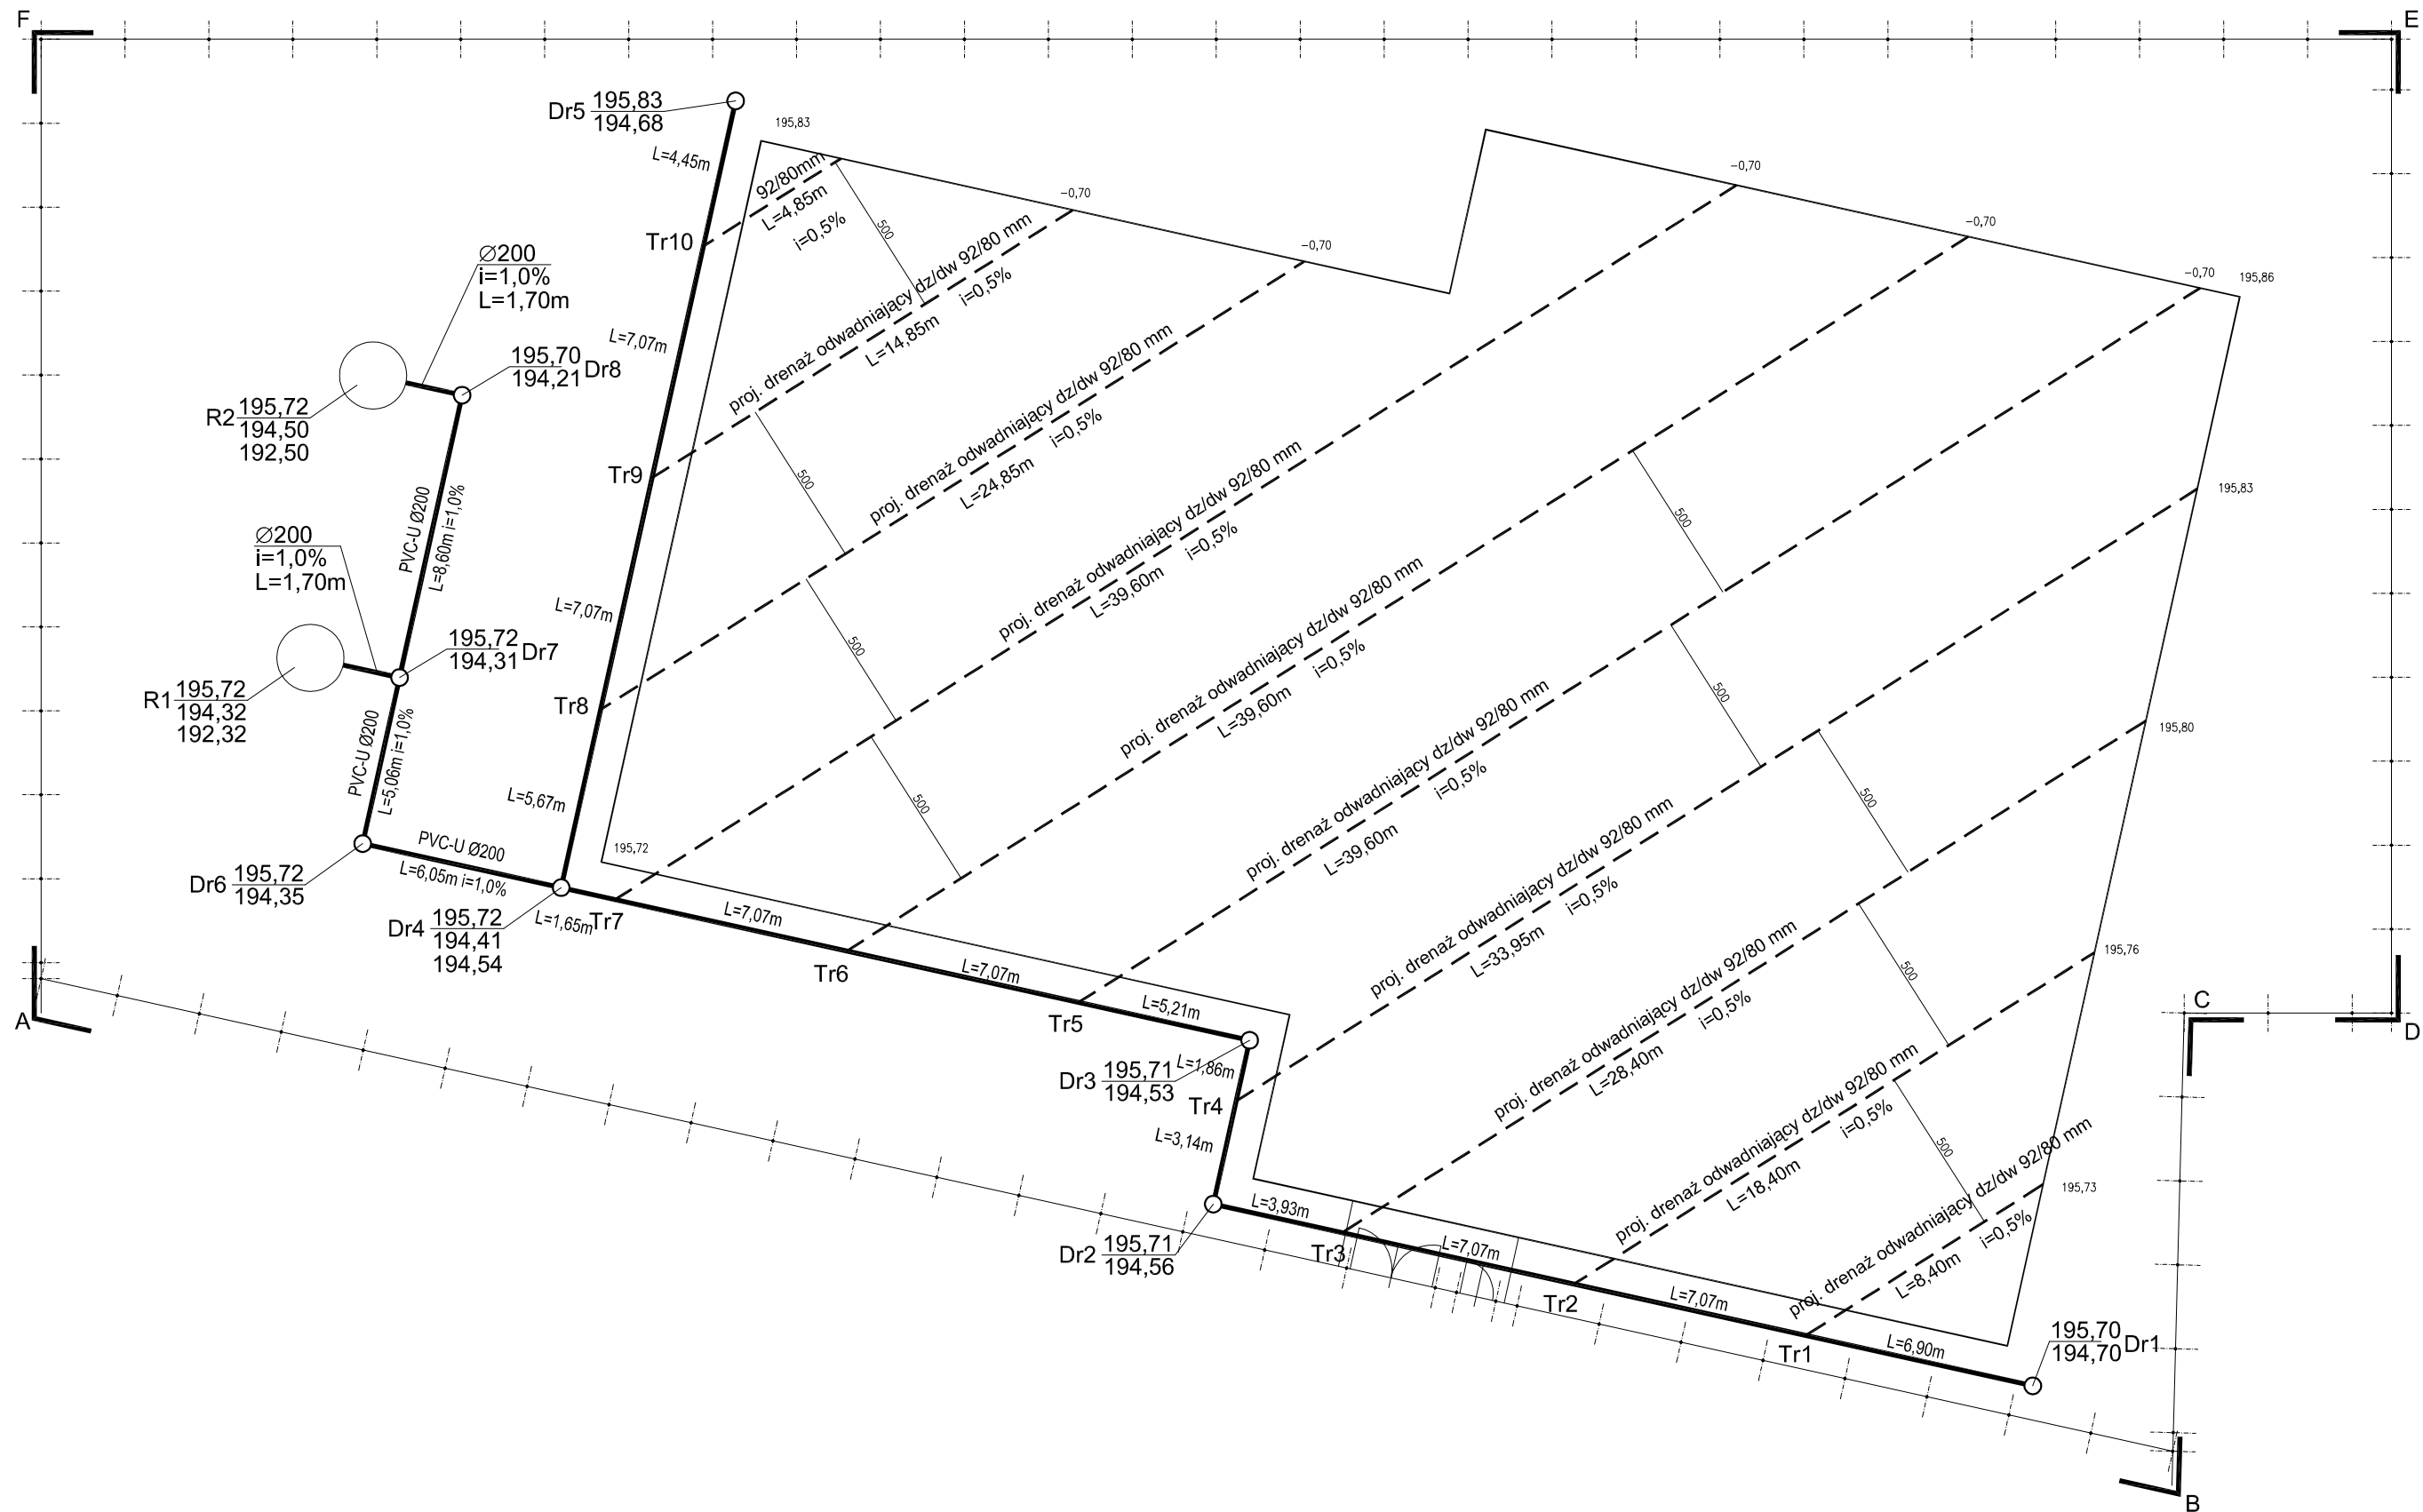 F
E
Dr5 195,83
194,68
195,83
L=4,45m
92/80mm
L=4,85m
i=0,5%
500
-0,70
-0,70
-0,70
-0,70
-0,70
195,86
Tr10
Ø200
i=1,0%
L=1,70m
L=7,07m
proj. drenaż odwadniający dz/dw 92/80 mm
L=14,85m
i=0,5%
195,70
194,21 Dr8
R2 195,72
194,50
192,50
proj. drenaż odwadniający dz/dw 92/80 mm
L=24,85m
i=0,5%
Tr9
500
500
195,83
PVC-U Ø200
L=8,60m i=1,0%
proj. drenaż odwadniający dz/dw 92/80 mm
L=39,60m
i=0,5%
Ø200
i=1,0%
L=1,70m
L=7,07m
500
195,72
194,31 Dr7
proj. drenaż odwadniający dz/dw 92/80 mm
L=39,60m
i=0,5%
500
R1 195,72
194,32
192,32
Tr8
195,80
PVC-U Ø200
L=5,06m i=1,0%
proj. drenaż odwadniający dz/dw 92/80 mm
L=39,60m
i=0,5%
500
L=5,67m
500
PVC-U Ø200
L=6,05m i=1,0%
195,72
Dr6 195,72
194,35
proj. drenaż odwadniający dz/dw 92/80 mm
L=33,95m
i=0,5%
Dr4 195,72
194,41
194,54
L=1,65m
Tr7
L=7,07m
Tr6
L=7,07m
195,76
500
Tr5
L=5,21m
A
C
D
proj. drenaż odwadniający dz/dw 92/80 mm
L=28,40m
i=0,5%
Dr3 195,71
194,53
L=1,86m
Tr4
L=3,14m
proj. drenaż odwadniający dz/dw 92/80 mm
L=18,40m
i=0,5%
500
195,73
Dr2 195,71
194,56
L=3,93m
Tr3
L=7,07m
proj. drenaż odwadniający dz/dw 92/80 mm
L=8,40m
i=0,5%
Tr2
L=7,07m
Tr1
L=6,90m
195,70
194,70 Dr1
B